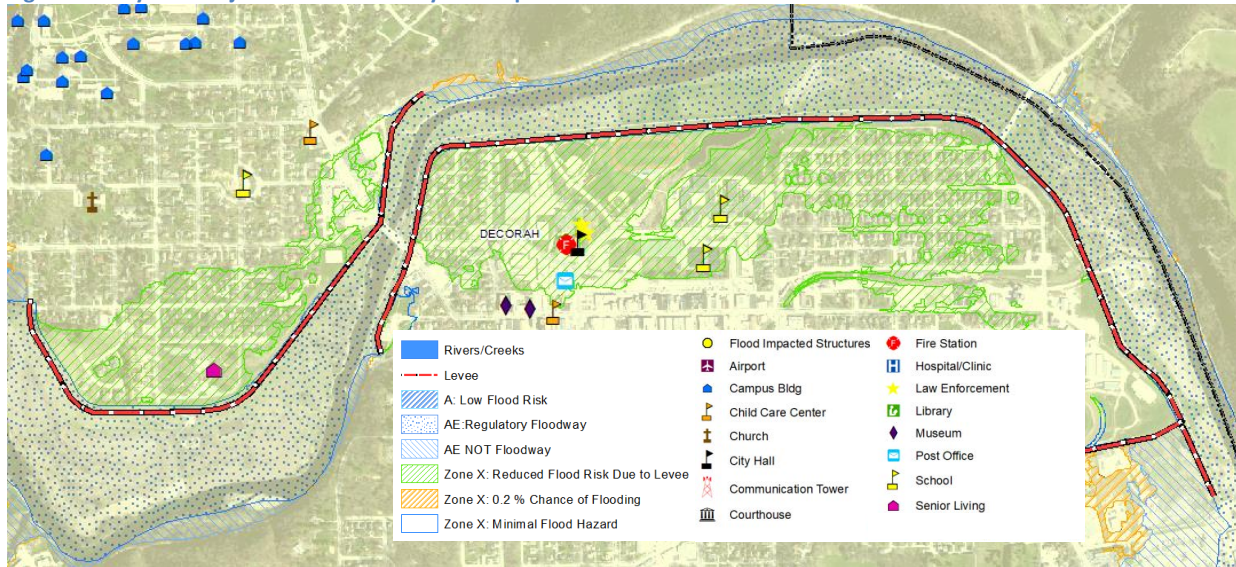 DECORAH
Rivers/Creeks
Levee
A: Low Flood Risk
AE:Regulatory Floodway
AE NOT Floodway
Zone X: Reduced Flood Risk Due to Levee
Zone X: 0.2 % Chance of Flooding
Zone X: Minimal Flood Hazard
Flood Impacted Structures
Airport
Campus Bldg
Child Care Center
Church
City Hall
Communication Tower
Courthouse
F Fire Station
H Hospital/Clinic
Law Enforcement
Library
Museum
Post Office
School
Senior Living